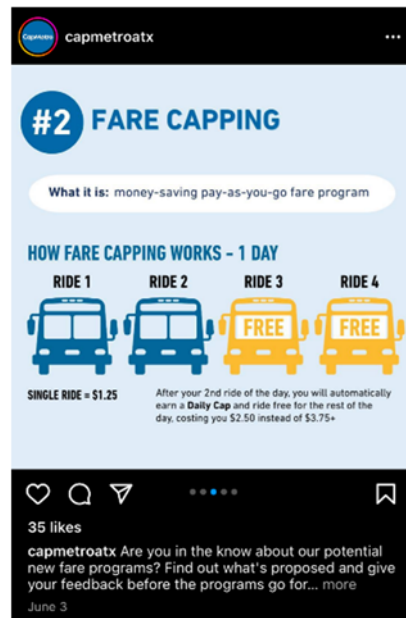 CapMetro
capmetroatx
#2 FARE CAPPING
What it is: money-saving pay-as-you-go fare program
HOW FARE CAPPING WORKS – 1 DAY
RIDE 1 RIDE 2 RIDE 3 RIDE 4
FREE FREE
SINGLE RIDE = $1.25
After your 2nd ride of the day, you will automatically
earn a Daily Cap and ride free for the rest of the
day, costing you $2.50 instead of $3.75+
35 likes
capmetroatx Are you in the know about our potential
new fare programs? Find out what's proposed and give
your feedback before the programs go for... more
June 3